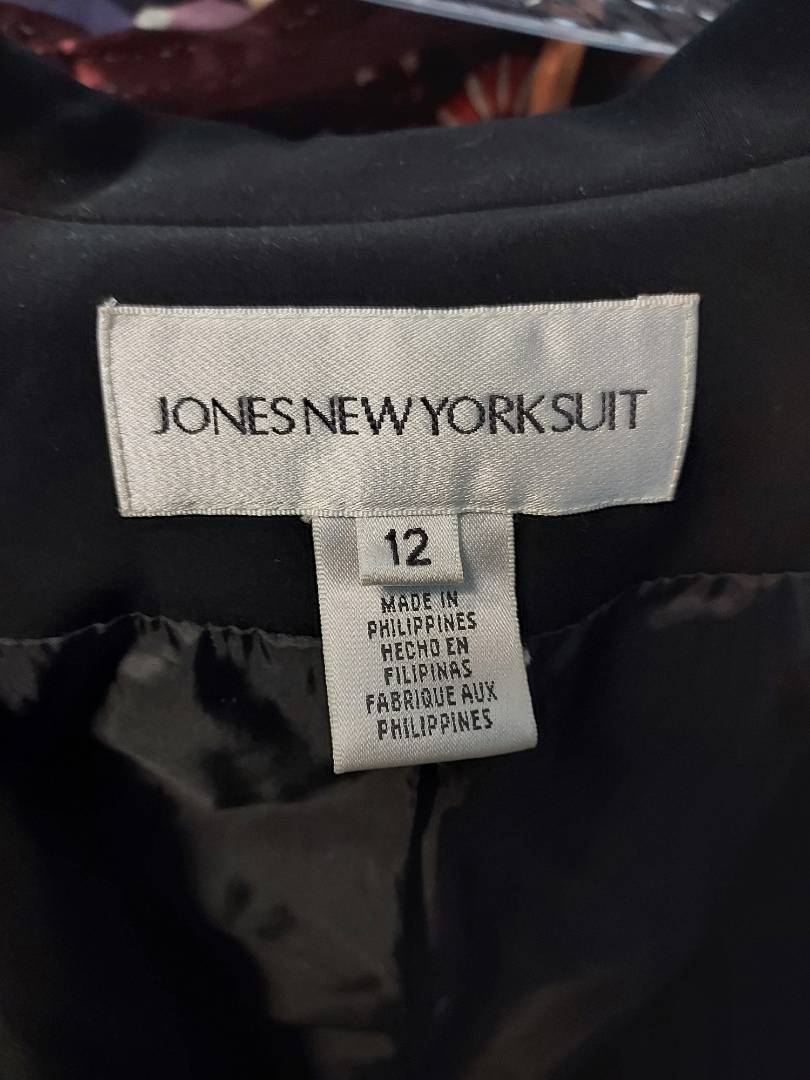 JONES NEW YORK SUIT
12
MADE IN
PHILIPPINES
HECHO EN
FILIPINAS
FABRIQUE AUX
PHILIPPINES